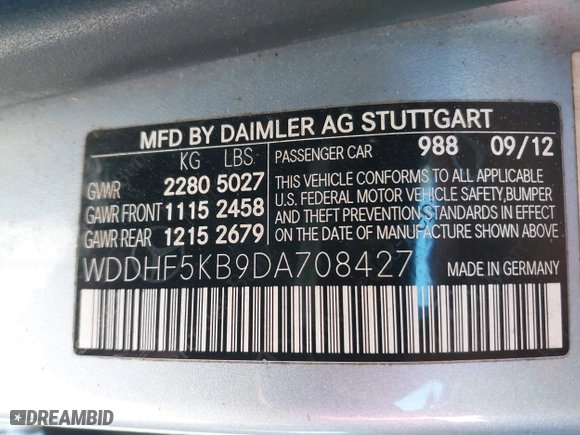 MFD BY DAIMLER AG STUTTGART
KG LBS PASSENGER CAR 988 09/12
GVWR 2280 5027
GAWR FRONT 1115 2458
GAWR REAR 1215 2679
THIS VEHICLE CONFORMS TO ALL APPLICABLE
U.S. FEDERAL MOTOR VEHICLE SAFETY, BUMPER
AND THEFT PREVENTION STANDARDS IN EFFECT
ON THE DATE OF MANUFACTURE SHOWN ABOVE
WDDHF5KB9DA708427 MADE IN GERMANY
DREAMBID